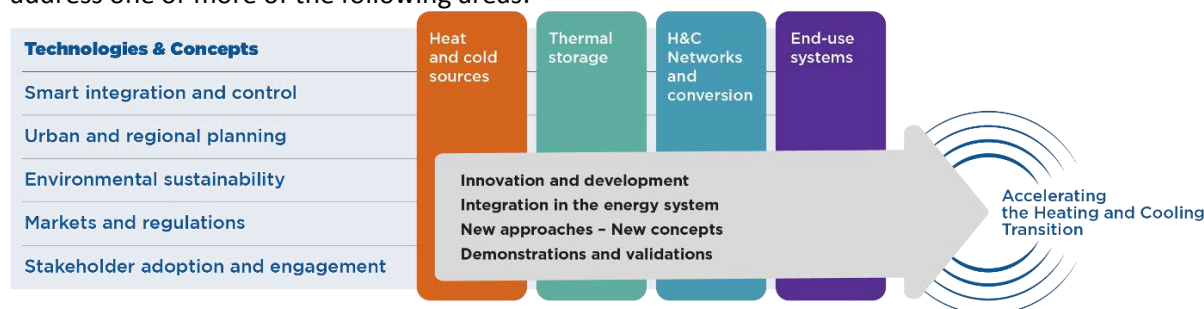 address one or more of the following areas:
Technologies & Concepts
Smart integration and control
Urban and regional planning
Environmental sustainability
Markets and regulations
Stakeholder adoption and engagement
Heat
and cold
sources
Thermal
storage
H&C
Networks
and
conversion
End-use
systems
Innovation and development
Integration in the energy system
New approaches – New concepts
Demonstrations and validations
Accelerating
the Heating and Cooling
Transition